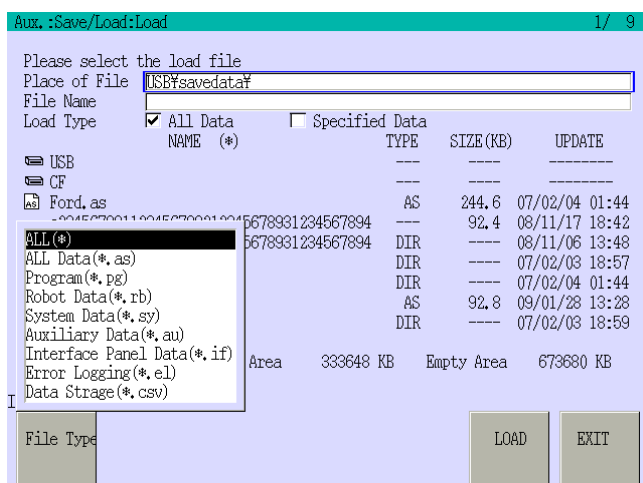 Aux.:Save/Load:Load 1/ 9
Please select the load file
Place of File USB¥savedata¥
File Name
Load Type All Data Specified Data
NAME (*) TYPE SIZE(KB) UPDATE
USB --- ---- --------
CF --- ---- --------
AS Ford.as AS 244.6 07/02/04 01:44
5678931234567894 --- 92.4 08/11/17 18:42
5678931234567894 DIR ---- 08/11/06 13:48
DIR ---- 07/02/03 18:57
DIR ---- 07/02/04 01:44
AS 92.8 09/01/28 13:28
DIR ---- 07/02/03 18:59
ALL(*)
ALL Data(*.as)
Program(*.pg)
Robot Data(*.rb)
System Data(*.sy)
Auxiliary Data(*.au)
Interface Panel Data(*.if)
Error Logging(*.el)
Data Strage(*.csv)
Area 333648 KB Empty Area 673680 KB
File Type LOAD EXIT